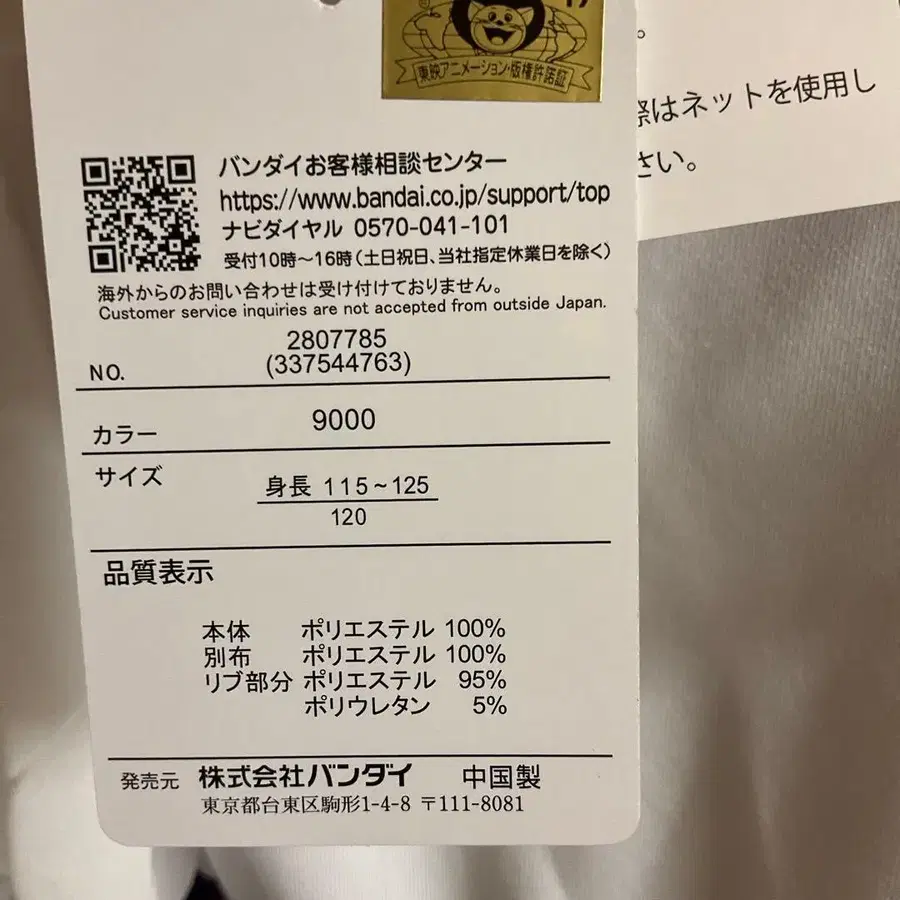 東映アニメーション・版権許諾証
バンダイお客様相談センター
https://www.bandai.co.jp/support/top
ナビダイヤル 0570-041-101
受付10時～16時(土日祝日、当社指定休業日を除く)
海外からのお問い合わせは受け付けておりません。
Customer service inquiries are not accepted from outside Japan.
NO. 2807785
(337544763)
カラー 9000
サイズ 身長 115~125
120
品質表示
本体 ポリエステル 100%
別布 ポリエステル 100%
リブ部分 ポリエステル 95%
ポリウレタン 5%
発売元 株式会社バンダイ 中国製
東京都台東区駒形1-4-8 〒111-8081
。
際はネットを使用し
さい。